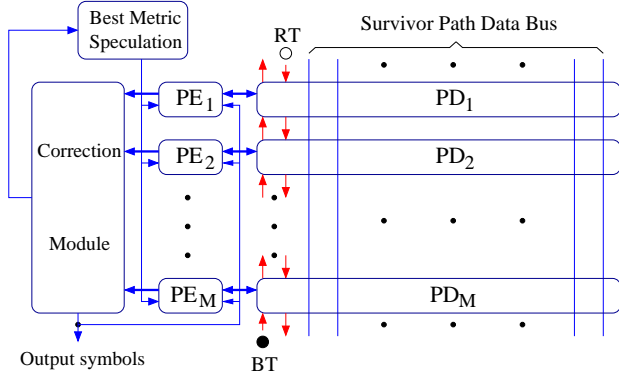 Best Metric
Speculation
RT
Survivor Path Data Bus
PE1
PD1
Correction
PE2
PD2
Module
PEM
PDM
Output symbols
BT